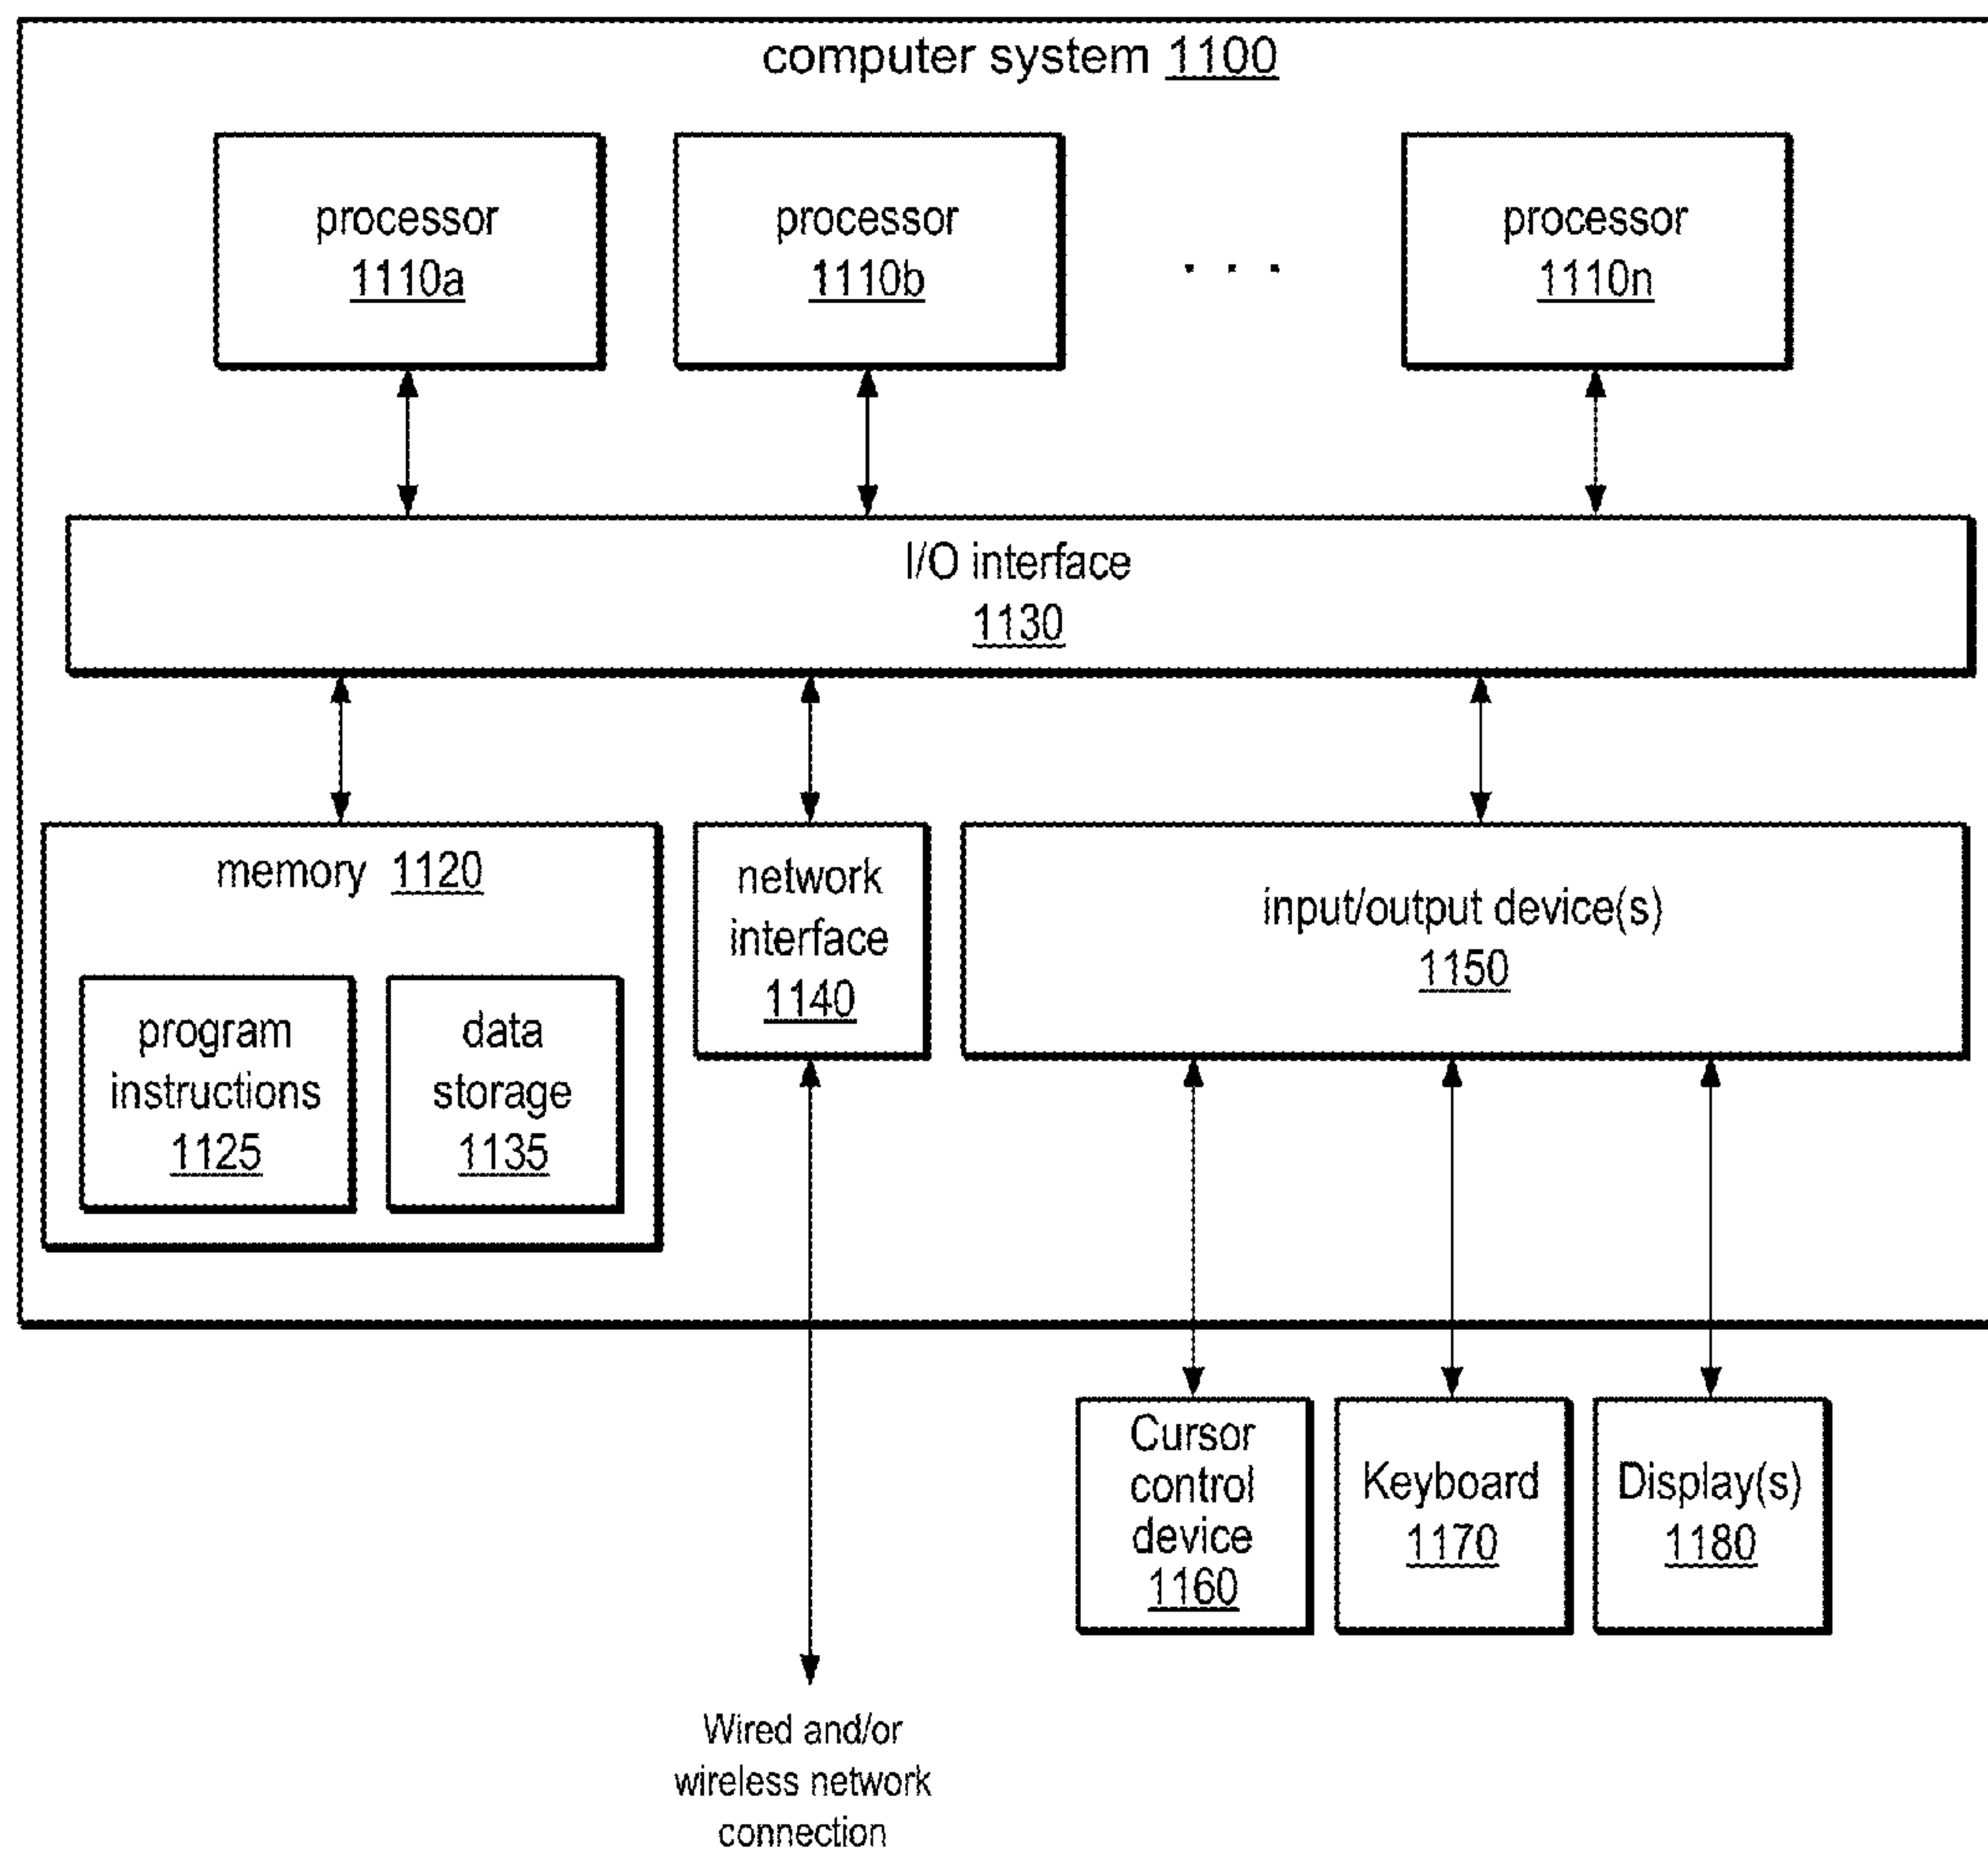 computer system 1100
processor
1110a
processor
1110b
. . .
processor
1110n
I/O interface
1130
memory 1120
program
instructions
1125
data
storage
1135
network
interface
1140
input/output device(s)
1150
Cursor
control
device
1160
Keyboard
1170
Display(s)
1180
Wired and/or
wireless network
connection